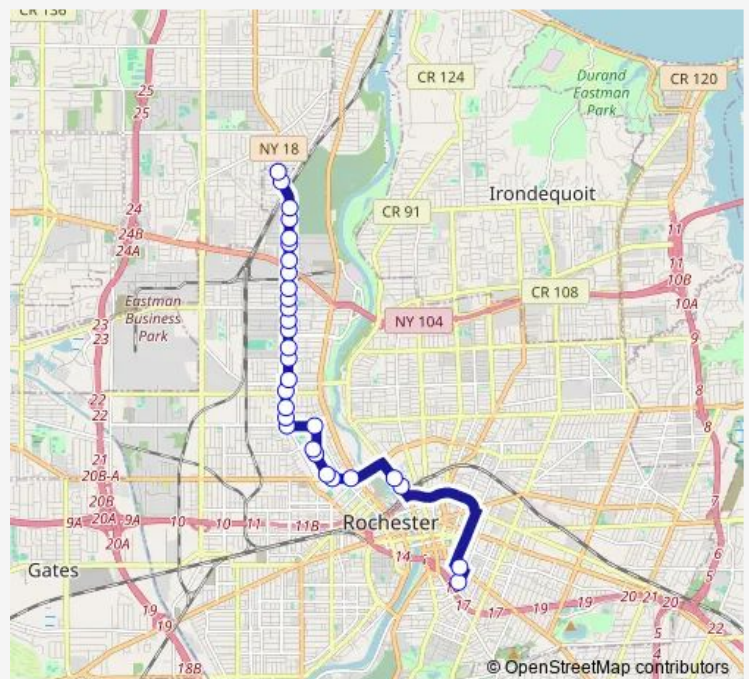 CR 136
CR 124
CR 120
Durand
Eastman
Park
25
25
NY 18
Irondequoit
CR 91
24
24B
24A
11
11
10B
10A
CR 108
Eastman
Business
Park
NY 104
23
23
9
22
22
8
8
21
20B-A
20B
9A
20A
9A
10
10
11
11B
20A
7
Rochester
14
6
5
Gates
19
19
18B
17
17
19
19
20
21
20
4
22
© OpenStreetMap contributors